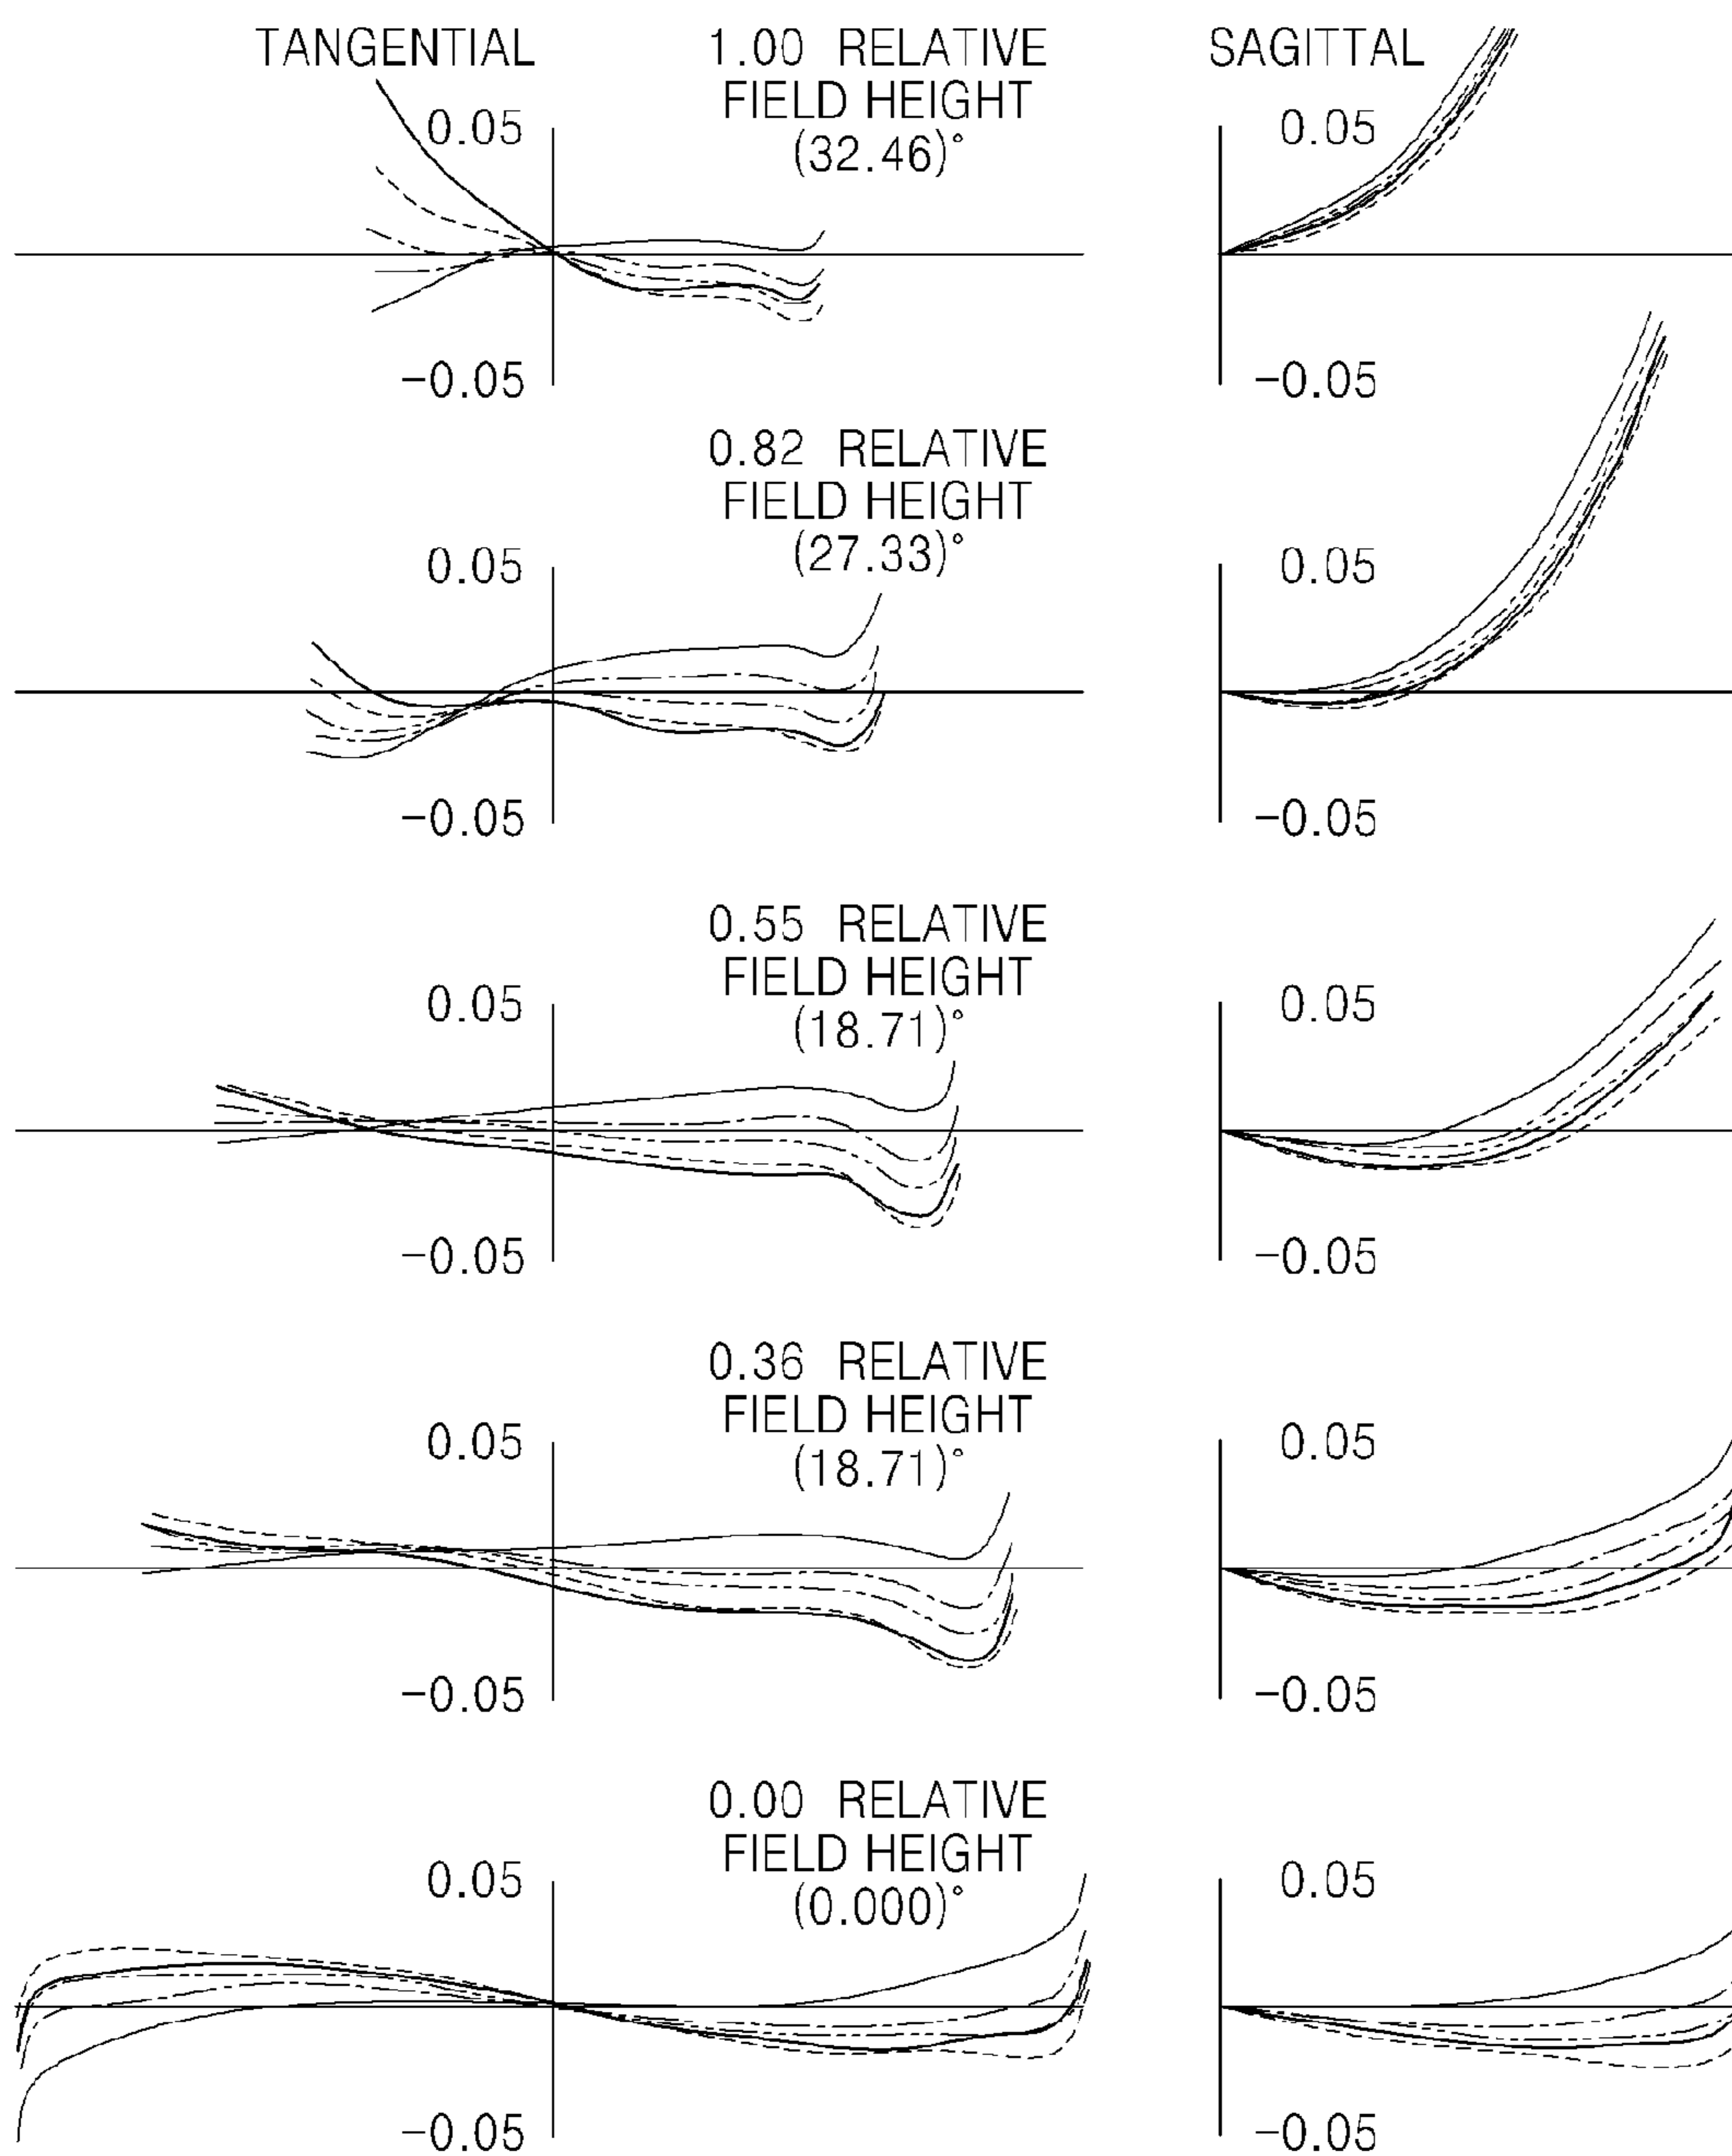 TANGENTIAL
1.00 RELATIVE
FIELD HEIGHT
(32.46)°
SAGITTAL
0.05
0.05
-0.05
-0.05
0.82 RELATIVE
FIELD HEIGHT
(27.33)°
0.05
0.05
-0.05
-0.05
0.55 RELATIVE
FIELD HEIGHT
(18.71)°
0.05
0.05
-0.05
-0.05
0.36 RELATIVE
FIELD HEIGHT
(18.71)°
0.05
0.05
-0.05
-0.05
0.00 RELATIVE
FIELD HEIGHT
(0.000)°
0.05
0.05
-0.05
-0.05